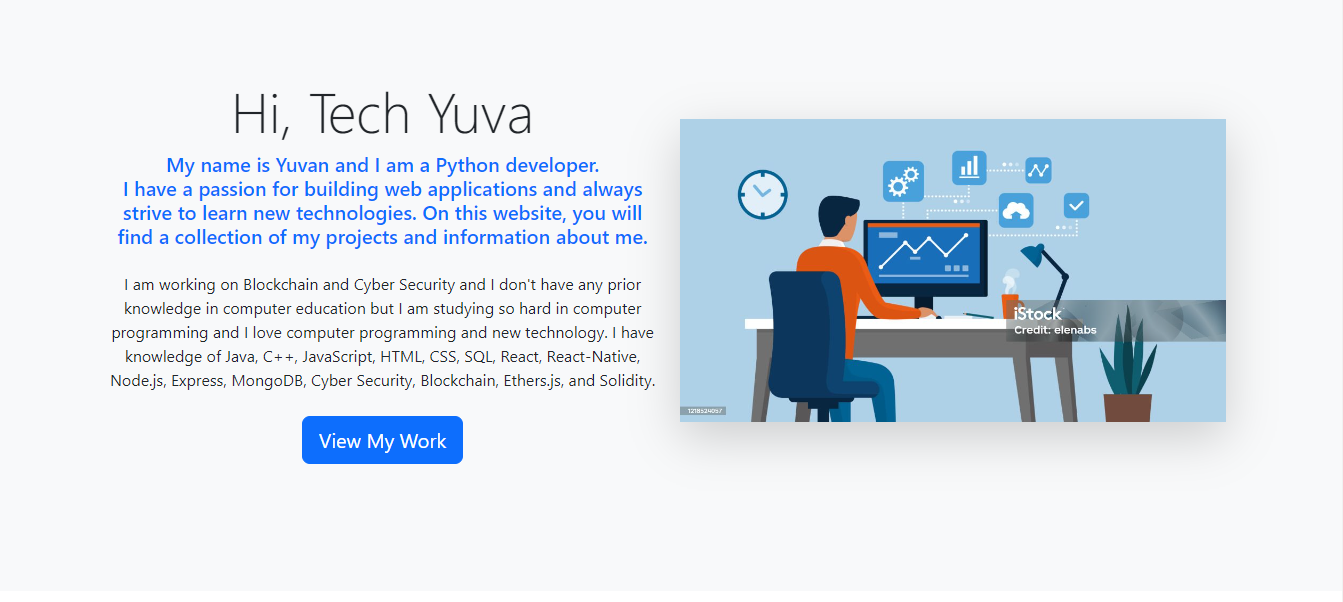 Hi, Tech Yuva
My name is Yuvan and I am a Python developer.
I have a passion for building web applications and always
strive to learn new technologies. On this website, you will
find a collection of my projects and information about me.
I am working on Blockchain and Cyber Security and I don't have any prior
knowledge in computer education but I am studying so hard in computer
programming and I love computer programming and new technology. I have
knowledge of Java, C++, JavaScript, HTML, CSS, SQL, React, React-Native,
Node.js, Express, MongoDB, Cyber Security, Blockchain, Ethers.js, and Solidity.
View My Work
iStock
Credit: elenabs
1218524057